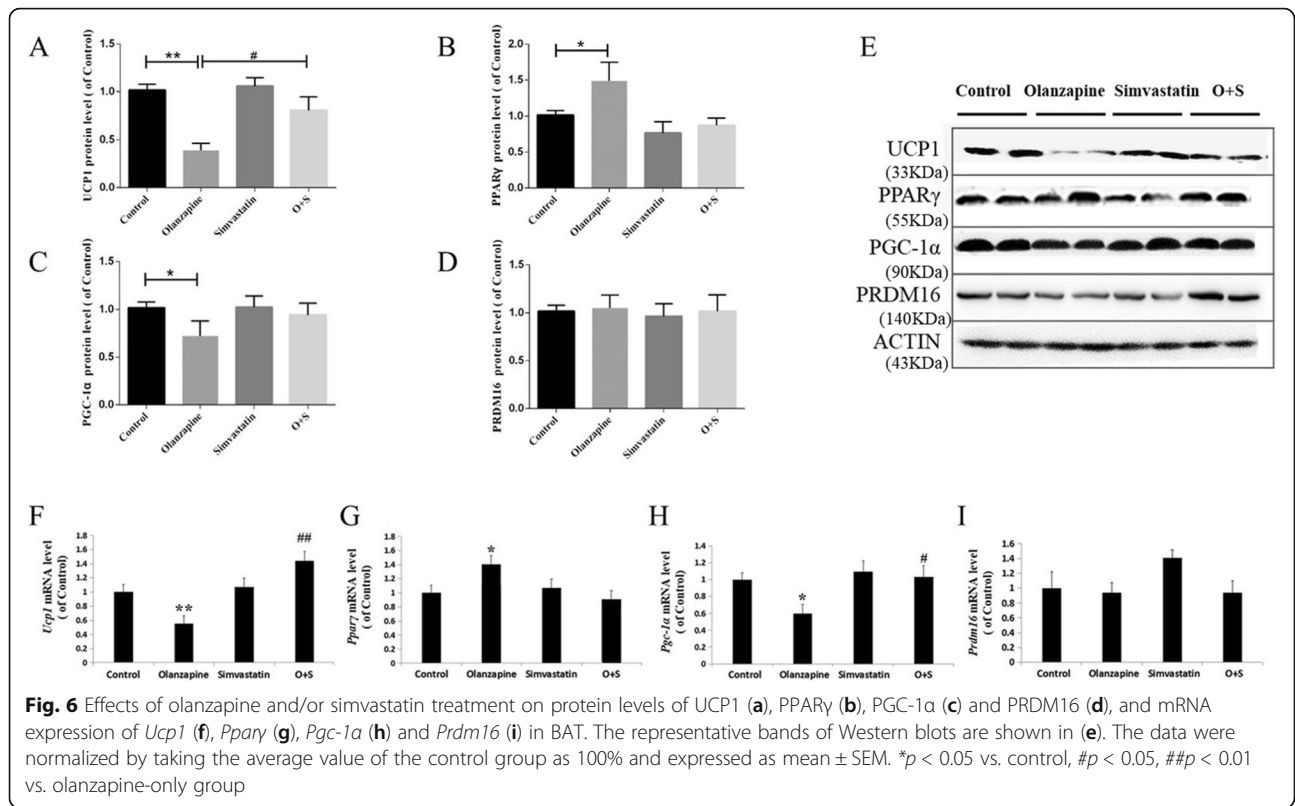 A
UCP1 protein level ( of Control)
1.5
1.0
0.5
0.0
**
#
Control
Olanzapine
Simvastatin
O+S
B
PPARγ protein level ( of Control)
2.0
1.5
1.0
0.5
0.0
*
Control
Olanzapine
Simvastatin
O+S
C
PGC-1α protein level ( of Control)
1.5
1.0
0.5
0.0
*
Control
Olanzapine
Simvastatin
O+S
D
PRDM16 protein level ( of Control)
1.5
1.0
0.5
0.0
Control
Olanzapine
Simvastatin
O+S
E
Control Olanzapine Simvastatin O+S
UCP1
(33KDa)
PPARγ
(55KDa)
PGC-1α
(90KDa)
PRDM16
(140KDa)
ACTIN
(43KDa)
F
Ucp1 mRNA level
( of Control)
1.8
1.6
1.4
1.2
1
0.8
0.6
0.4
0.2
0
**
##
Control Olanzapine Simvastatin O+S
G
Pparγ mRNA level
( of Control)
1.8
1.6
1.4
1.2
1
0.8
0.6
0.4
0.2
0
*
Control Olanzapine Simvastatin O+S
H
Pgc-1α mRNA level
( of Control)
1.6
1.4
1.2
1
0.8
0.6
0.4
0.2
0
*
#
Control Olanzapine Simvastatin O+S
I
Prdm16 mRNA level
( of Control)
1.6
1.4
1.2
1
0.8
0.6
0.4
0.2
0
Control Olanzapine Simvastatin O+S
Fig. 6 Effects of olanzapine and/or simvastatin treatment on protein levels of UCP1 (a), PPARγ (b), PGC-1α (c) and PRDM16 (d), and mRNA
expression of Ucp1 (f), Pparγ (g), Pgc-1α (h) and Prdm16 (i) in BAT. The representative bands of Western blots are shown in (e). The data were
normalized by taking the average value of the control group as 100% and expressed as mean ± SEM. *p < 0.05 vs. control, #p < 0.05, ##p < 0.01
vs. olanzapine-only group